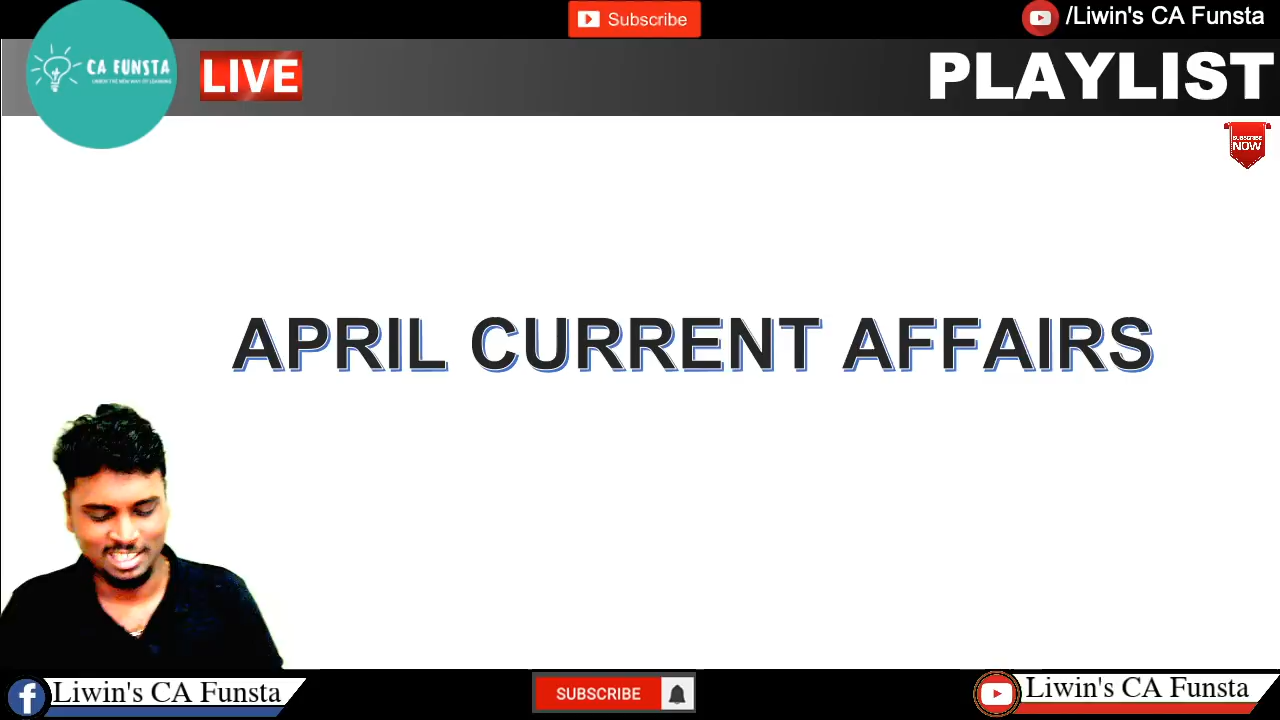 Subscribe
/Liwin's CA Funsta
CA FUNSTA
LIVE
PLAYLIST
SUBSCRIBE
NOW
APRIL CURRENT AFFAIRS
Liwin's CA Funsta
SUBSCRIBE
Liwin's CA Funsta